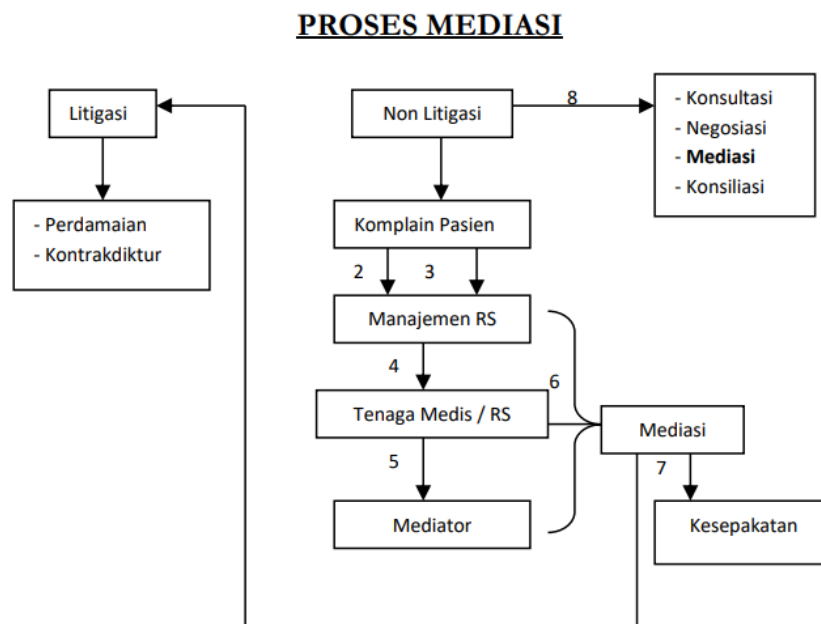 PROSES MEDIASI
Litigasi
Non Litigasi
8
- Konsultasi
- Negosiasi
- Mediasi
- Konsiliasi
- Perdamaian
- Kontrakdiktur
Komplain Pasien
2
3
Manajemen RS
4
6
Tenaga Medis / RS
Mediasi
5
7
Mediator
Kesepakatan